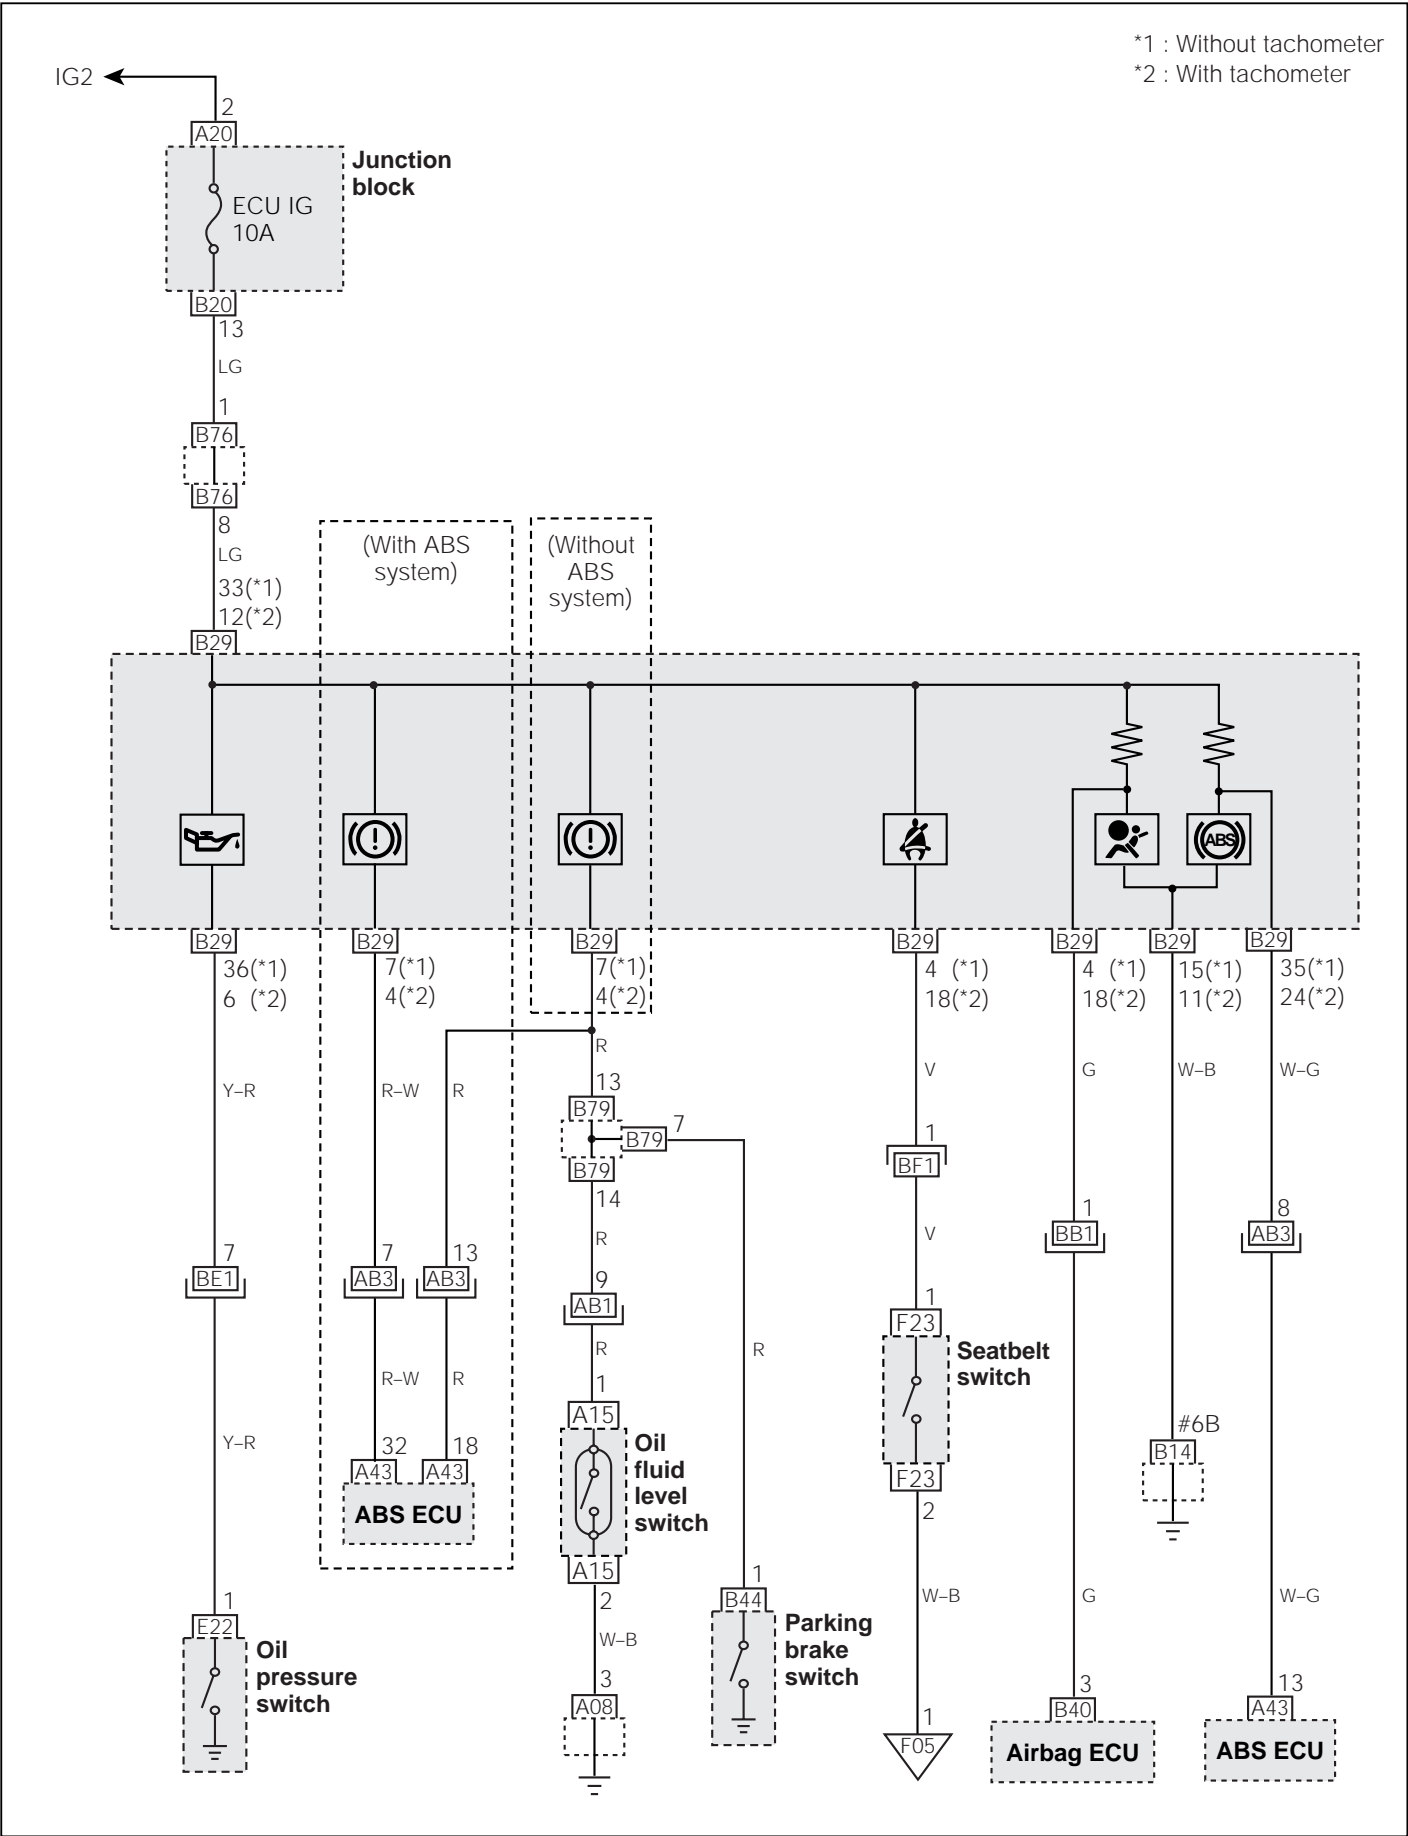 *1 : Without tachometer
*2 : With tachometer
IG2
2
A20
Junction
block
ECU IG
10A
B20
13
LG
1
B76
B76
8
LG
33(*1)
12(*2)
B29
(With ABS
system)
(Without
ABS
system)
ABS
B29 B29 B29 B29 B29 B29 B29
36(*1) 7(*1) 7(*1) 4 (*1) 4 (*1) 15(*1) 35(*1)
6 (*2) 4(*2) 4(*2) 18(*2) 18(*2) 11(*2) 24(*2)
R
Y–R R–W R V G W–B W–G
13
B79
7
B79
B79
14
1
BF1
R
V
1
BB1
8
AB3
7
BE1
7
AB3
13
AB3
9
AB1
R
R
1
F23
Seatbelt
switch
F23
2
R–W R
1
A15
Oil
fluid
level
switch
A15
2
Y–R
32
A43
18
A43
ABS ECU
#6B
B14
W–B
3
A08
1
B44
Parking
brake
switch
1
E22
Oil
pressure
switch
W–B G W–G
1
F05
3
B40
Airbag ECU
13
A43
ABS ECU